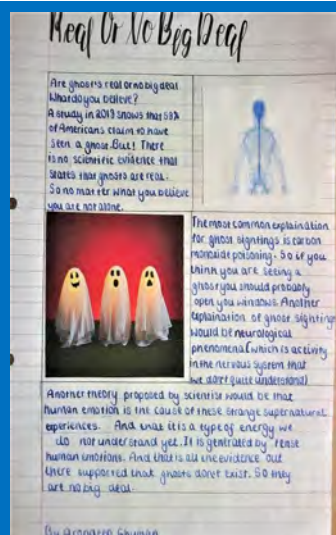 Real Or No Big Deal
Are ghost's real or no big deal.
What do you believe?
A study in 2019 shows that 53%
of Americans claim to have
seen a ghost. But! There
is no scientific evidence that
states that ghosts are real.
So no matter what you believe
you are not alone.
The most common explaination
for ghost sightings is carbon
monoxide poisoning. So if you
think you are seeing a
ghost you should probably
open you windows. Another
explaination of ghost sighting
would be neurological
phenomena (which is activity
in the nervous system that
we don't quite understand)
Another theory proposed by scientist would be that
human emotion is the cause of these strange supernatural
experiences. And that it is a type of energy we
do not understand yet. It is genterated by tense
human emotions. And that is all the evidence out
there supported that ghosts don't exist. So they
are no big deal.
By